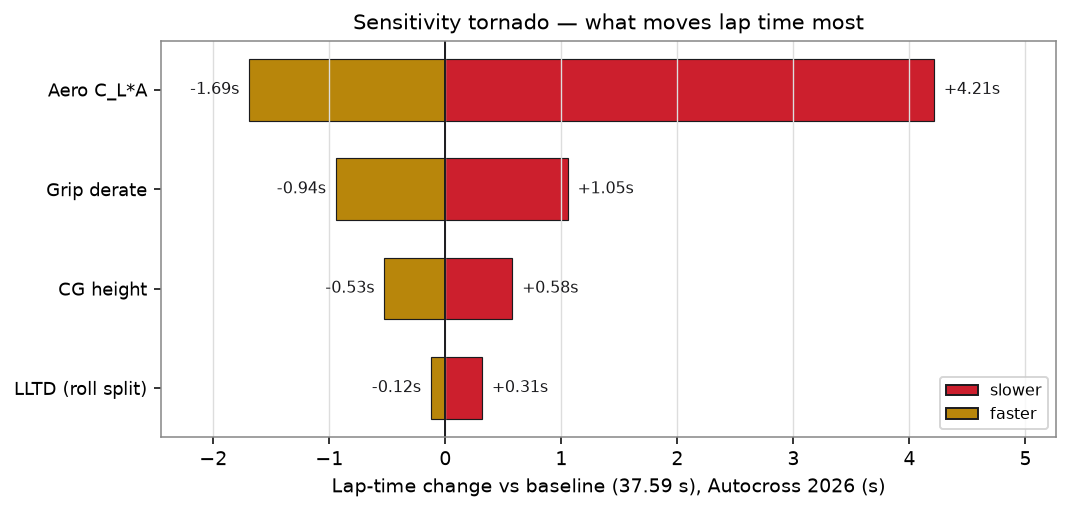 Sensitivity tornado — what moves lap time most
Aero C_L*A
-1.69s
+4.21s
Grip derate
-0.94s
+1.05s
CG height
-0.53s
+0.58s
LLTD (roll split)
-0.12s
+0.31s
slower
faster
−2 −1 0 1 2 3 4 5
Lap-time change vs baseline (37.59 s), Autocross 2026 (s)